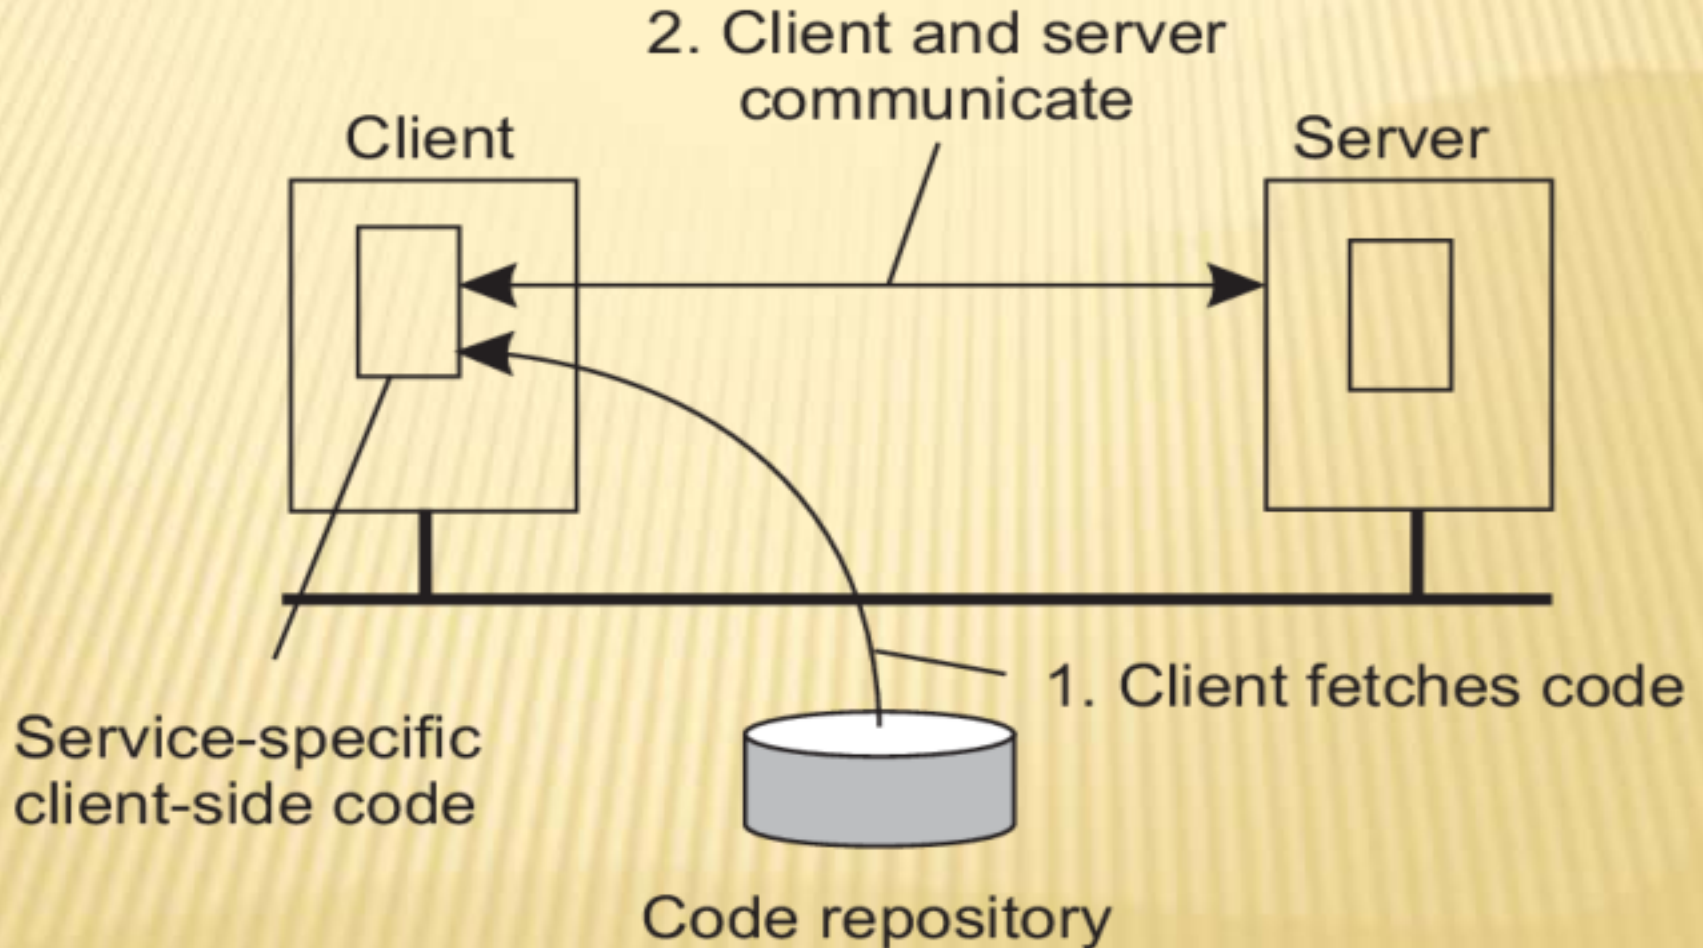 2. Client and server
communicate
Client
Server
1. Client fetches code
Service-specific
client-side code
Code repository